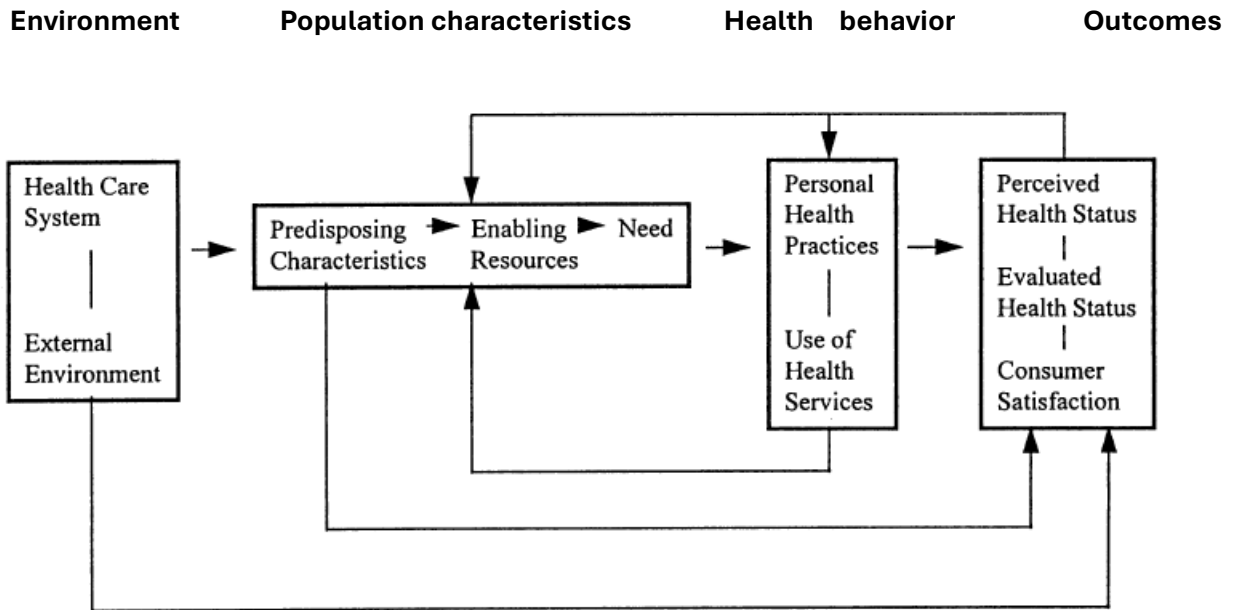 Environment
Population characteristics
Health behavior
Outcomes
Health Care
System
External
Environment
Predisposing
Characteristics
Enabling
Resources
Need
Personal
Health
Practices
Use of
Health
Services
Perceived
Health Status
Evaluated
Health Status
Consumer
Satisfaction